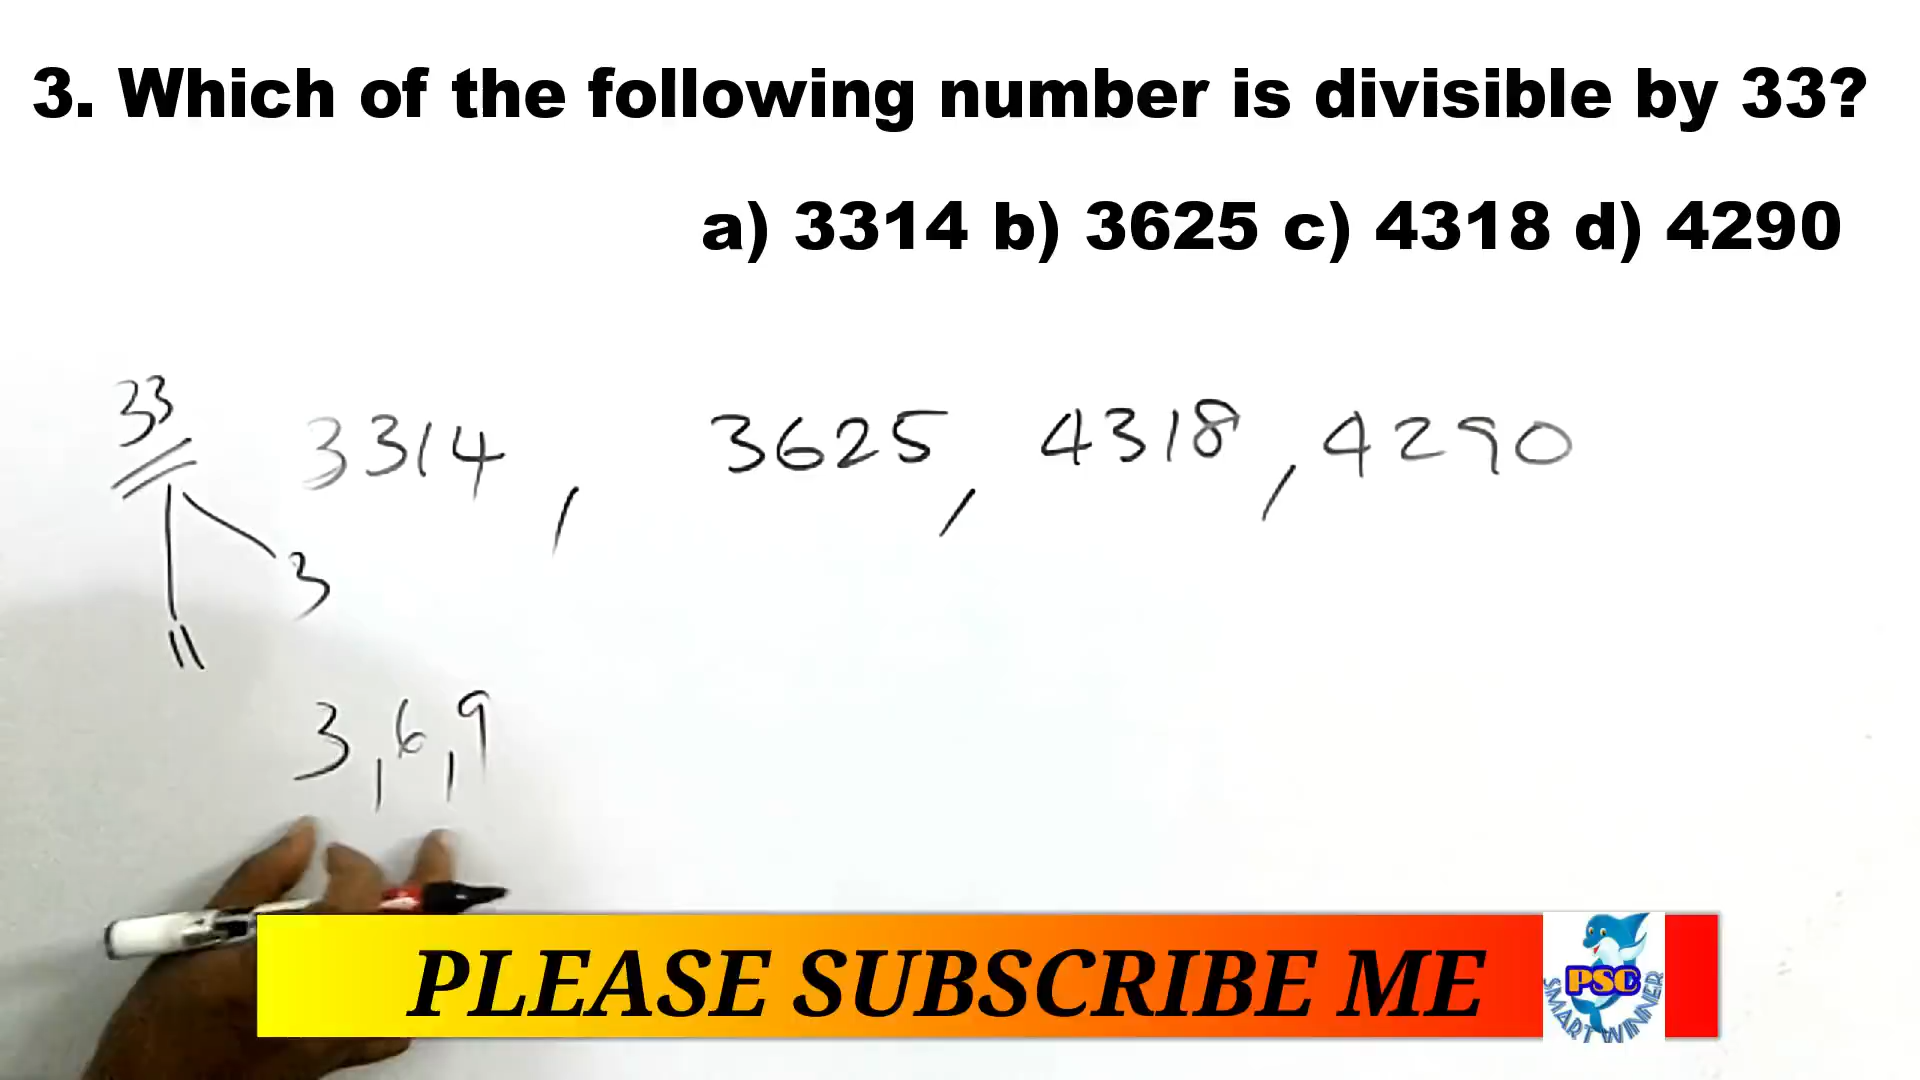 3. Which of the following number is divisible by 33?
a) 3314 b) 3625 c) 4318 d) 4290
33 3314, 3625, 4318, 4290
3
11
3, 6, 9
PLEASE SUBSCRIBE ME
PSC
SMART WINNER